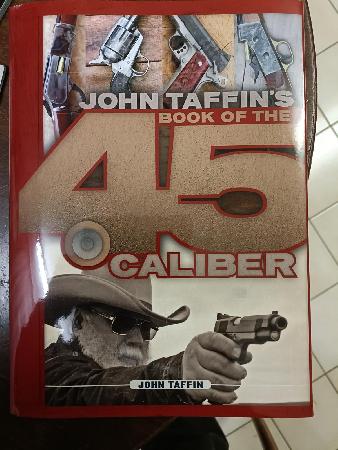 JOHN TAFFIN'S
BOOK OF THE
.45
CALIBER
JOHN TAFFIN